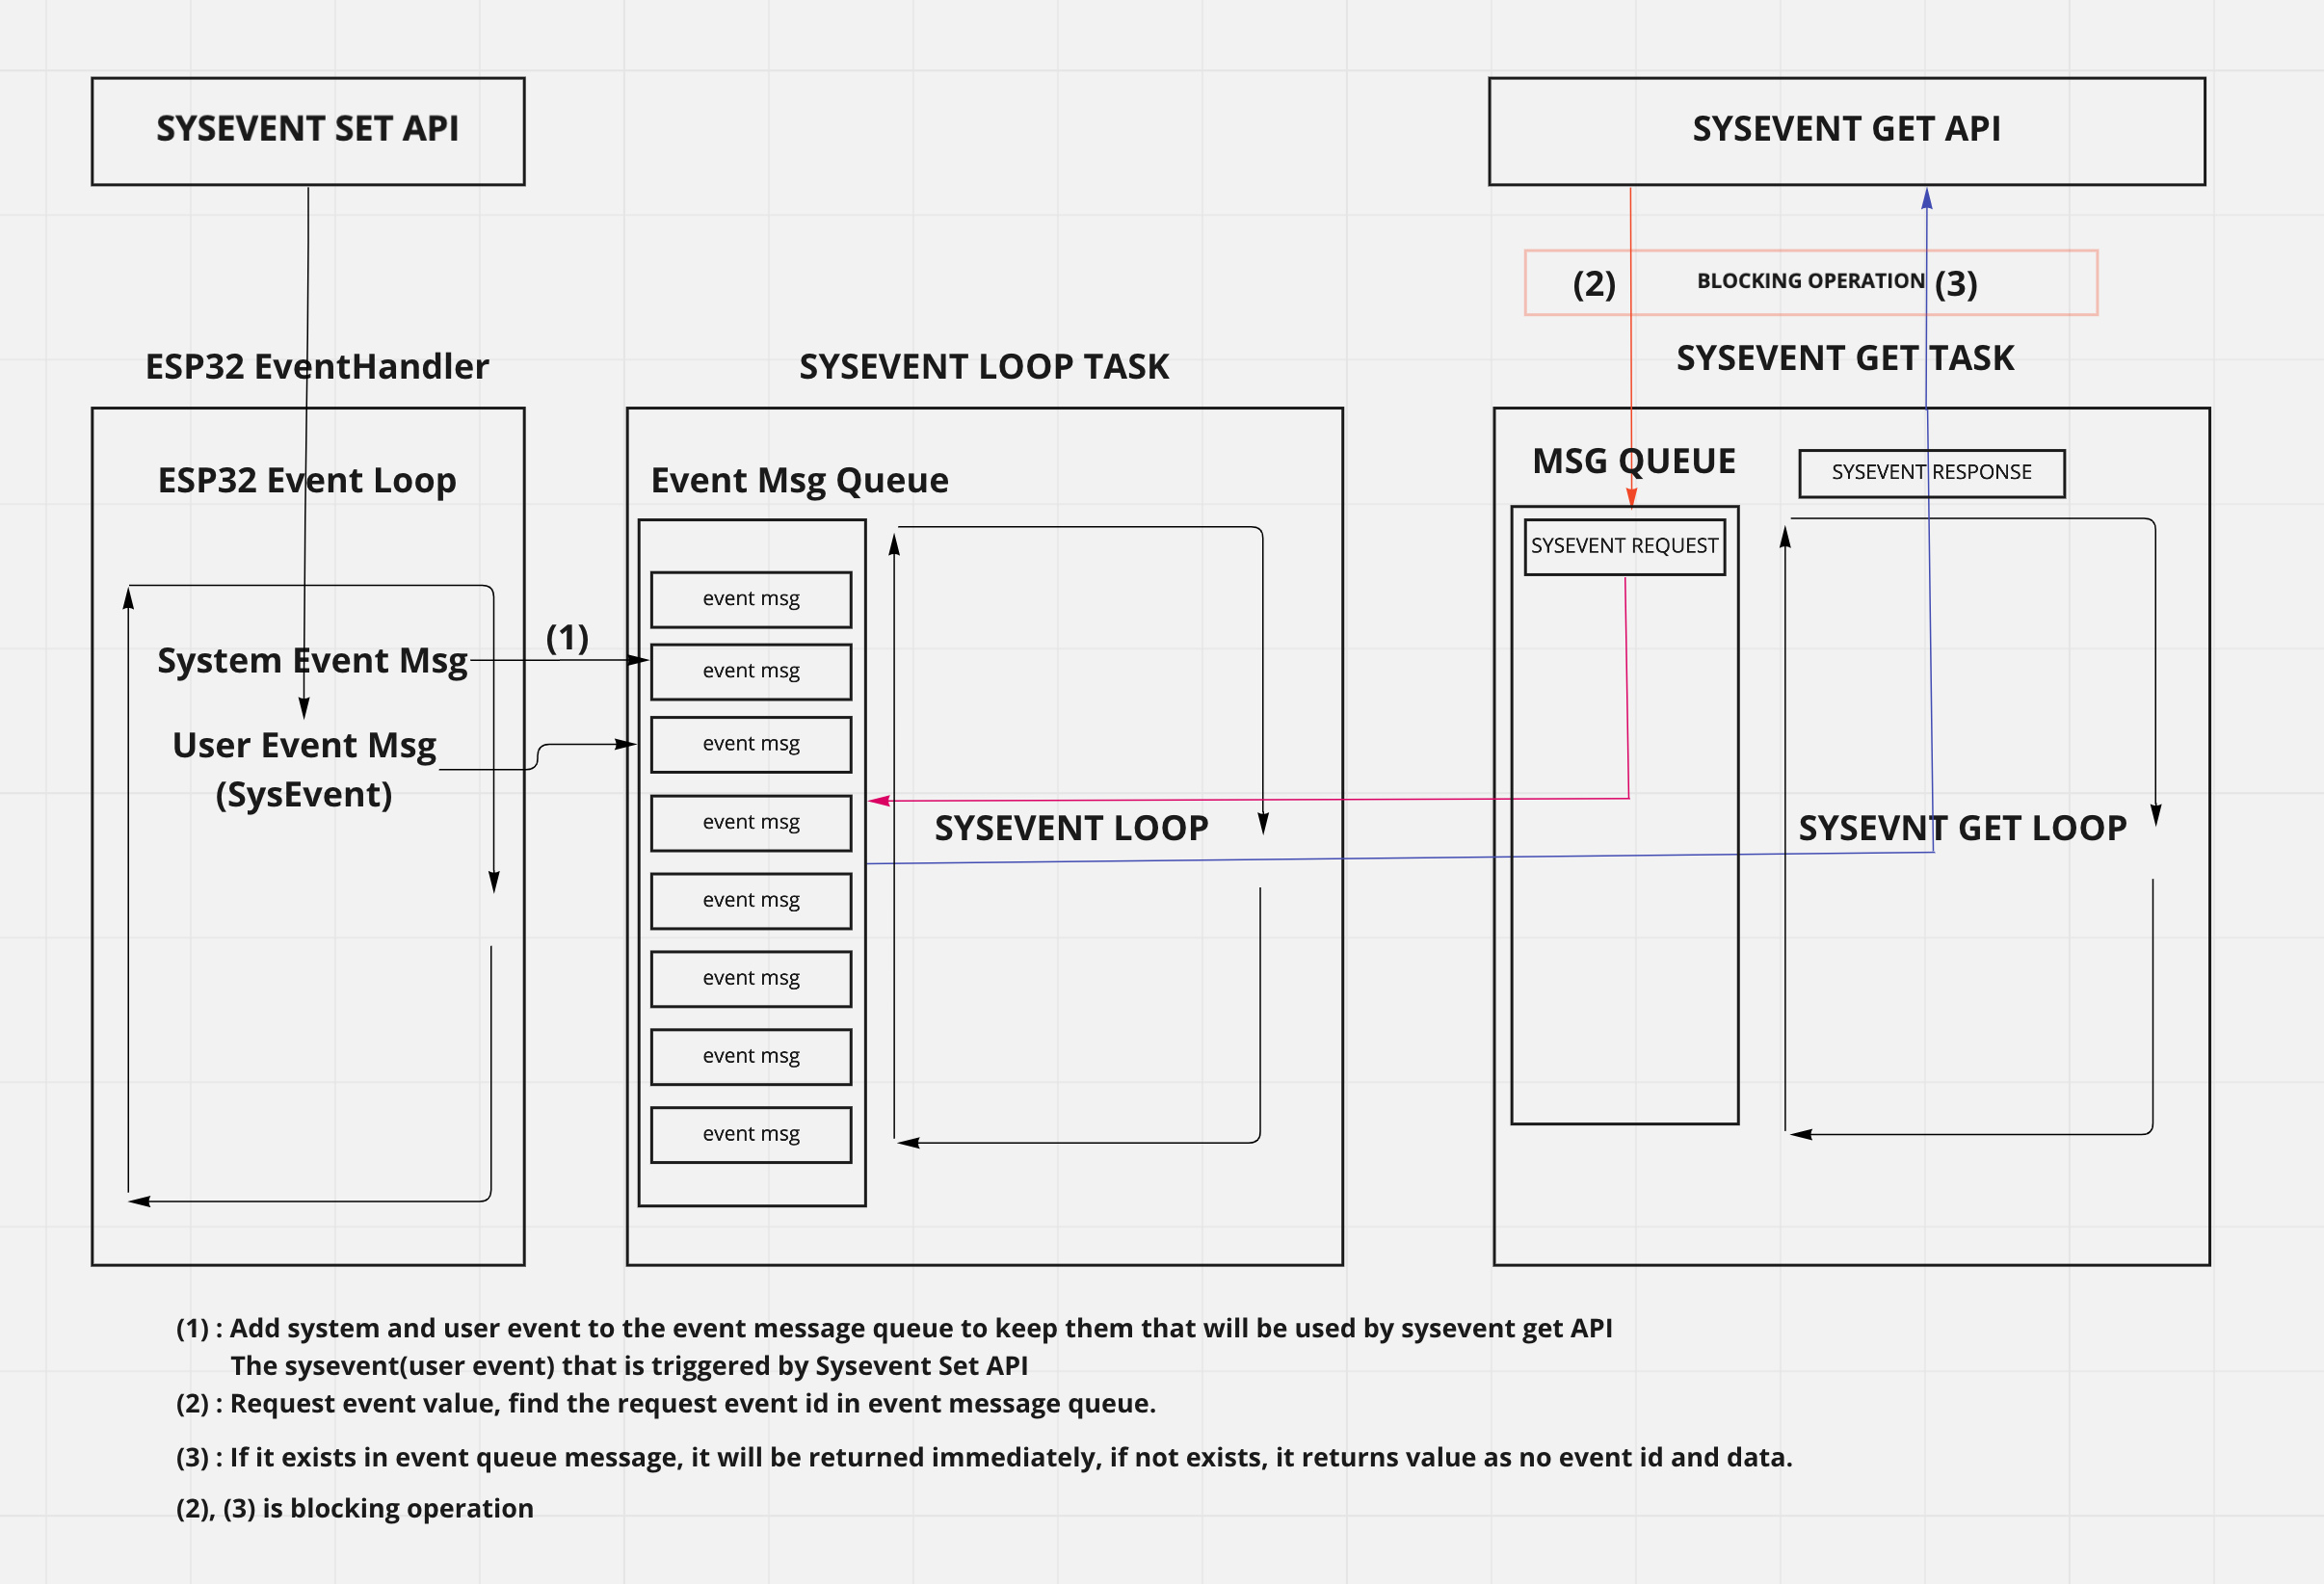 SYSEVENT SET API
SYSEVENT GET API
(2)
BLOCKING OPERATION
(3)
ESP32 EventHandler
SYSEVENT LOOP TASK
SYSEVENT GET TASK
ESP32 Event Loop
System Event Msg
User Event Msg
(SysEvent)
(1)
Event Msg Queue
event msg
event msg
event msg
event msg
event msg
event msg
event msg
event msg
SYSEVENT LOOP
MSG QUEUE
SYSEVENT REQUEST
SYSEVENT RESPONSE
SYSEVNT GET LOOP
(1) : Add system and user event to the event message queue to keep them that will be used by sysevent get API
The sysevent(user event) that is triggered by Sysevent Set API
(2) : Request event value, find the request event id in event message queue.
(3) : If it exists in event queue message, it will be returned immediately, if not exists, it returns value as no event id and data.
(2), (3) is blocking operation